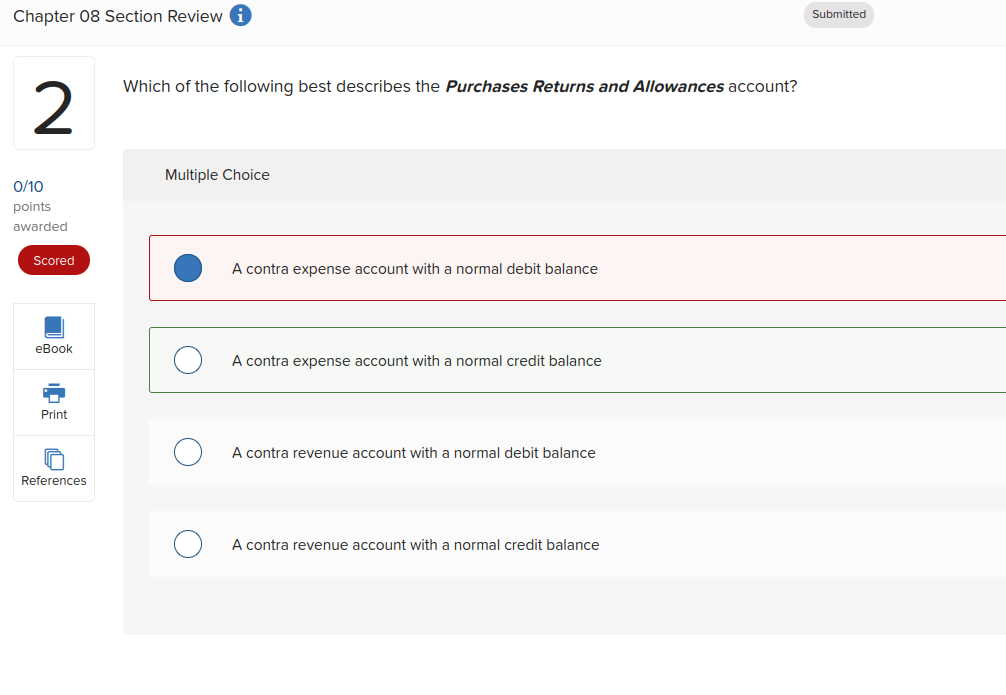 Chapter 08 Section Review
Submitted
2
Which of the following best describes the Purchases Returns and Allowances account?
0/10
points
awarded
Scored
eBook
Print
References
Multiple Choice
A contra expense account with a normal debit balance
A contra expense account with a normal credit balance
A contra revenue account with a normal debit balance
A contra revenue account with a normal credit balance